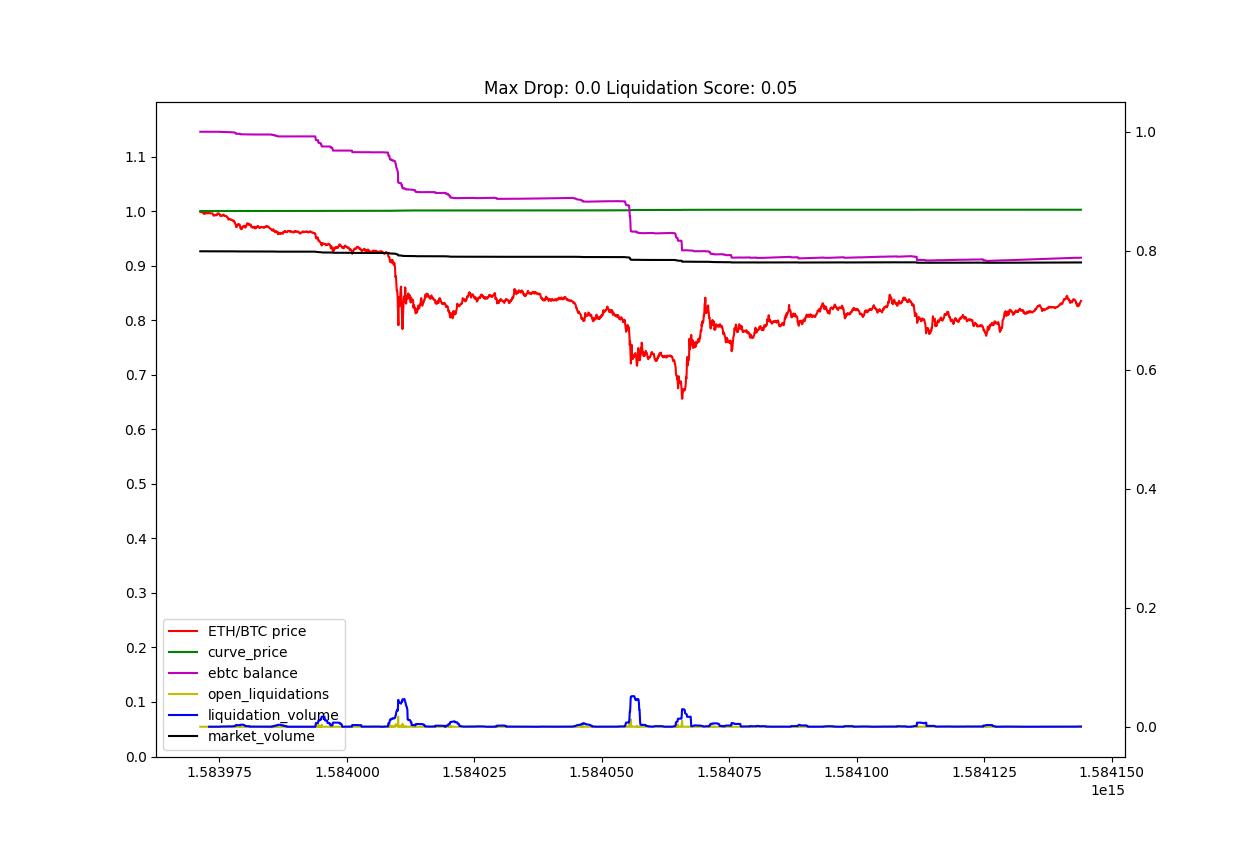 Max Drop: 0.0 Liquidation Score: 0.05
1.1
1.0
0.9
0.8
0.7
0.6
0.5
0.4
0.3
0.2
0.1
0.0
1.0
0.8
0.6
0.4
0.2
0.0
ETH/BTC price
curve_price
ebtc balance
open_liquidations
liquidation_volume
market_volume
1.583975 1.584000 1.584025 1.584050 1.584075 1.584100 1.584125 1.584150
1e15